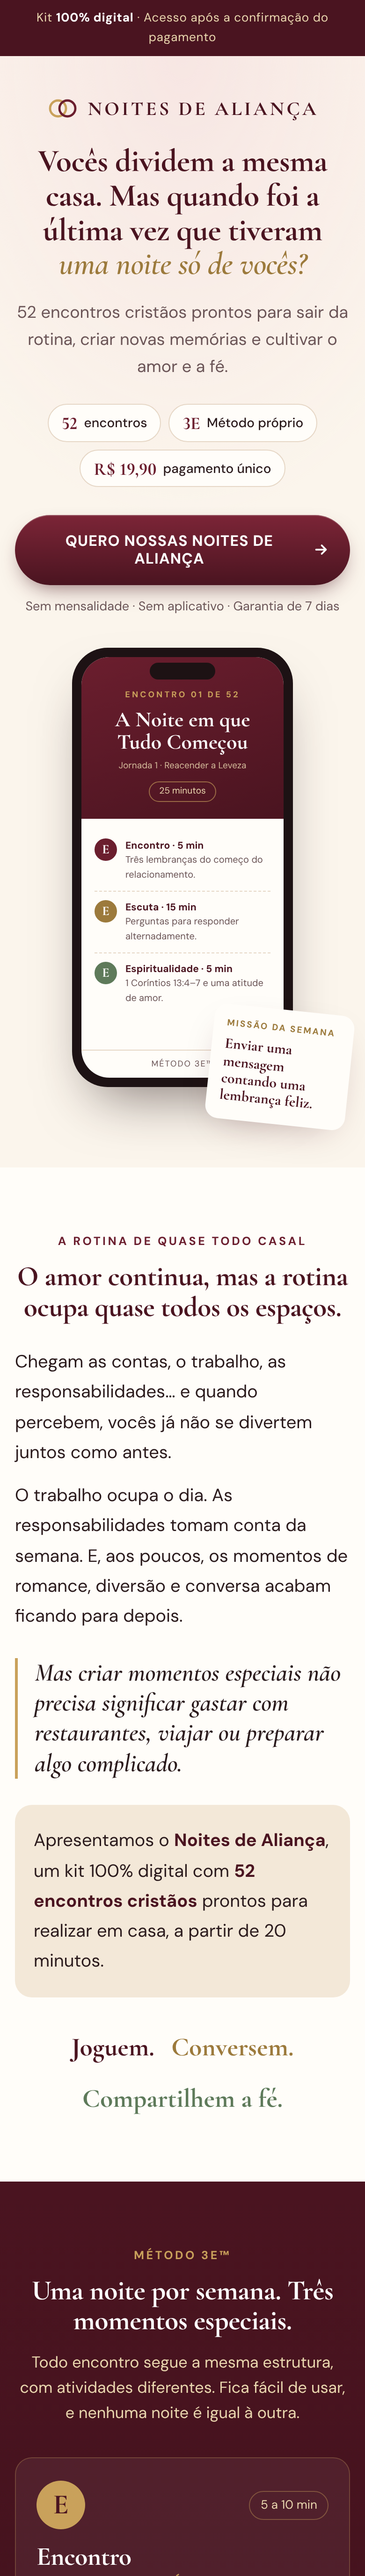 Kit 100% digital · Acesso após a confirmação do
pagamento
NOITES DE ALIANÇA
Vocês dividem a mesma
casa. Mas quando foi a
última vez que tiveram
uma noite só de vocês?
52 encontros cristãos prontos para sair da
rotina, criar novas memórias e cultivar o
amor e a fé.
52 encontros
3E Método próprio
R$ 19,90 pagamento único
QUERO NOSSAS NOITES DE
ALIANÇA →
Sem mensalidade · Sem aplicativo · Garantia de 7 dias
ENCONTRO 01 DE 52
A Noite em que
Tudo Começou
Jornada 1 · Reacender a Leveza
25 minutos
E
Encontro · 5 min
Três lembranças do começo do
relacionamento.
E
Escuta · 15 min
Perguntas para responder
alternadamente.
E
Espiritualidade · 5 min
1 Coríntios 13:4–7 e uma atitude
de amor.
MÉTODO 3E
MISSÃO DA SEMANA
Enviar uma
mensagem
contando uma
lembrança feliz.
A ROTINA DE QUASE TODO CASAL
O amor continua, mas a rotina
ocupa quase todos os espaços.
Chegam as contas, o trabalho, as
responsabilidades... e quando
percebem, vocês já não se divertem
juntos como antes.
O trabalho ocupa o dia. As
responsabilidades tomam conta da
semana. E, aos poucos, os momentos de
romance, diversão e conversa acabam
ficando para depois.
Mas criar momentos especiais não
precisa significar gastar com
restaurantes, viajar ou preparar
algo complicado.
Apresentamos o Noites de Aliança,
um kit 100% digital com 52
encontros cristãos prontos para
realizar em casa, a partir de 20
minutos.
Joguem. Conversem.
Compartilhem a fé.
MÉTODO 3E™
Uma noite por semana. Três
momentos especiais.
Todo encontro segue a mesma estrutura,
com atividades diferentes. Fica fácil de usar,
e nenhuma noite é igual à outra.
E
5 a 10 min
Encontro